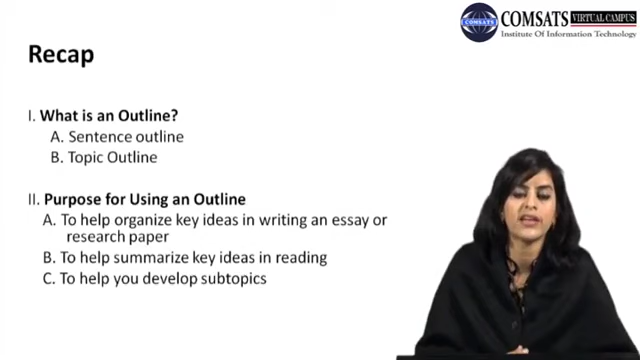 COMSATS VIRTUAL CAMPUS
Institute Of Information Technology
Recap
I. What is an Outline?
A. Sentence outline
B. Topic Outline
II. Purpose for Using an Outline
A. To help organize key ideas in writing an essay or
research paper
B. To help summarize key ideas in reading
C. To help you develop subtopics